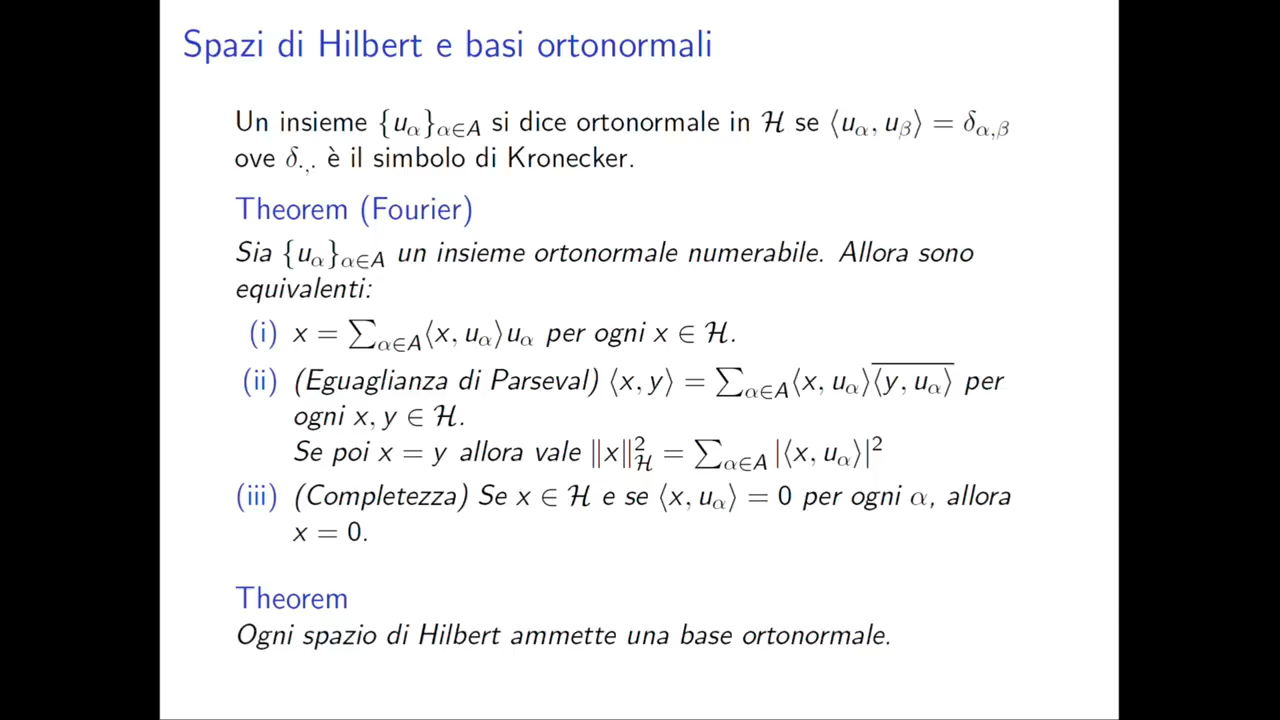 Spazi di Hilbert e basi ortonormali
Un insieme {u_α}_{α∈A} si dice ortonormale in ℋ se ⟨u_α, u_β⟩ = δ_{α,β}
ove δ_{·,·} è il simbolo di Kronecker.
Theorem (Fourier)
Sia {u_α}_{α∈A} un insieme ortonormale numerabile. Allora sono
equivalenti:
(i) x = ∑_{α∈A}⟨x, u_α⟩u_α per ogni x ∈ ℋ.
(ii) (Eguaglianza di Parseval) ⟨x, y⟩ = ∑_{α∈A}⟨x, u_α⟩\overline{⟨y, u_α⟩} per
ogni x, y ∈ ℋ.
Se poi x = y allora vale ‖x‖²_ℋ = ∑_{α∈A} |⟨x, u_α⟩|²
(iii) (Completezza) Se x ∈ ℋ e se ⟨x, u_α⟩ = 0 per ogni α, allora
x = 0.
Theorem
Ogni spazio di Hilbert ammette una base ortonormale.